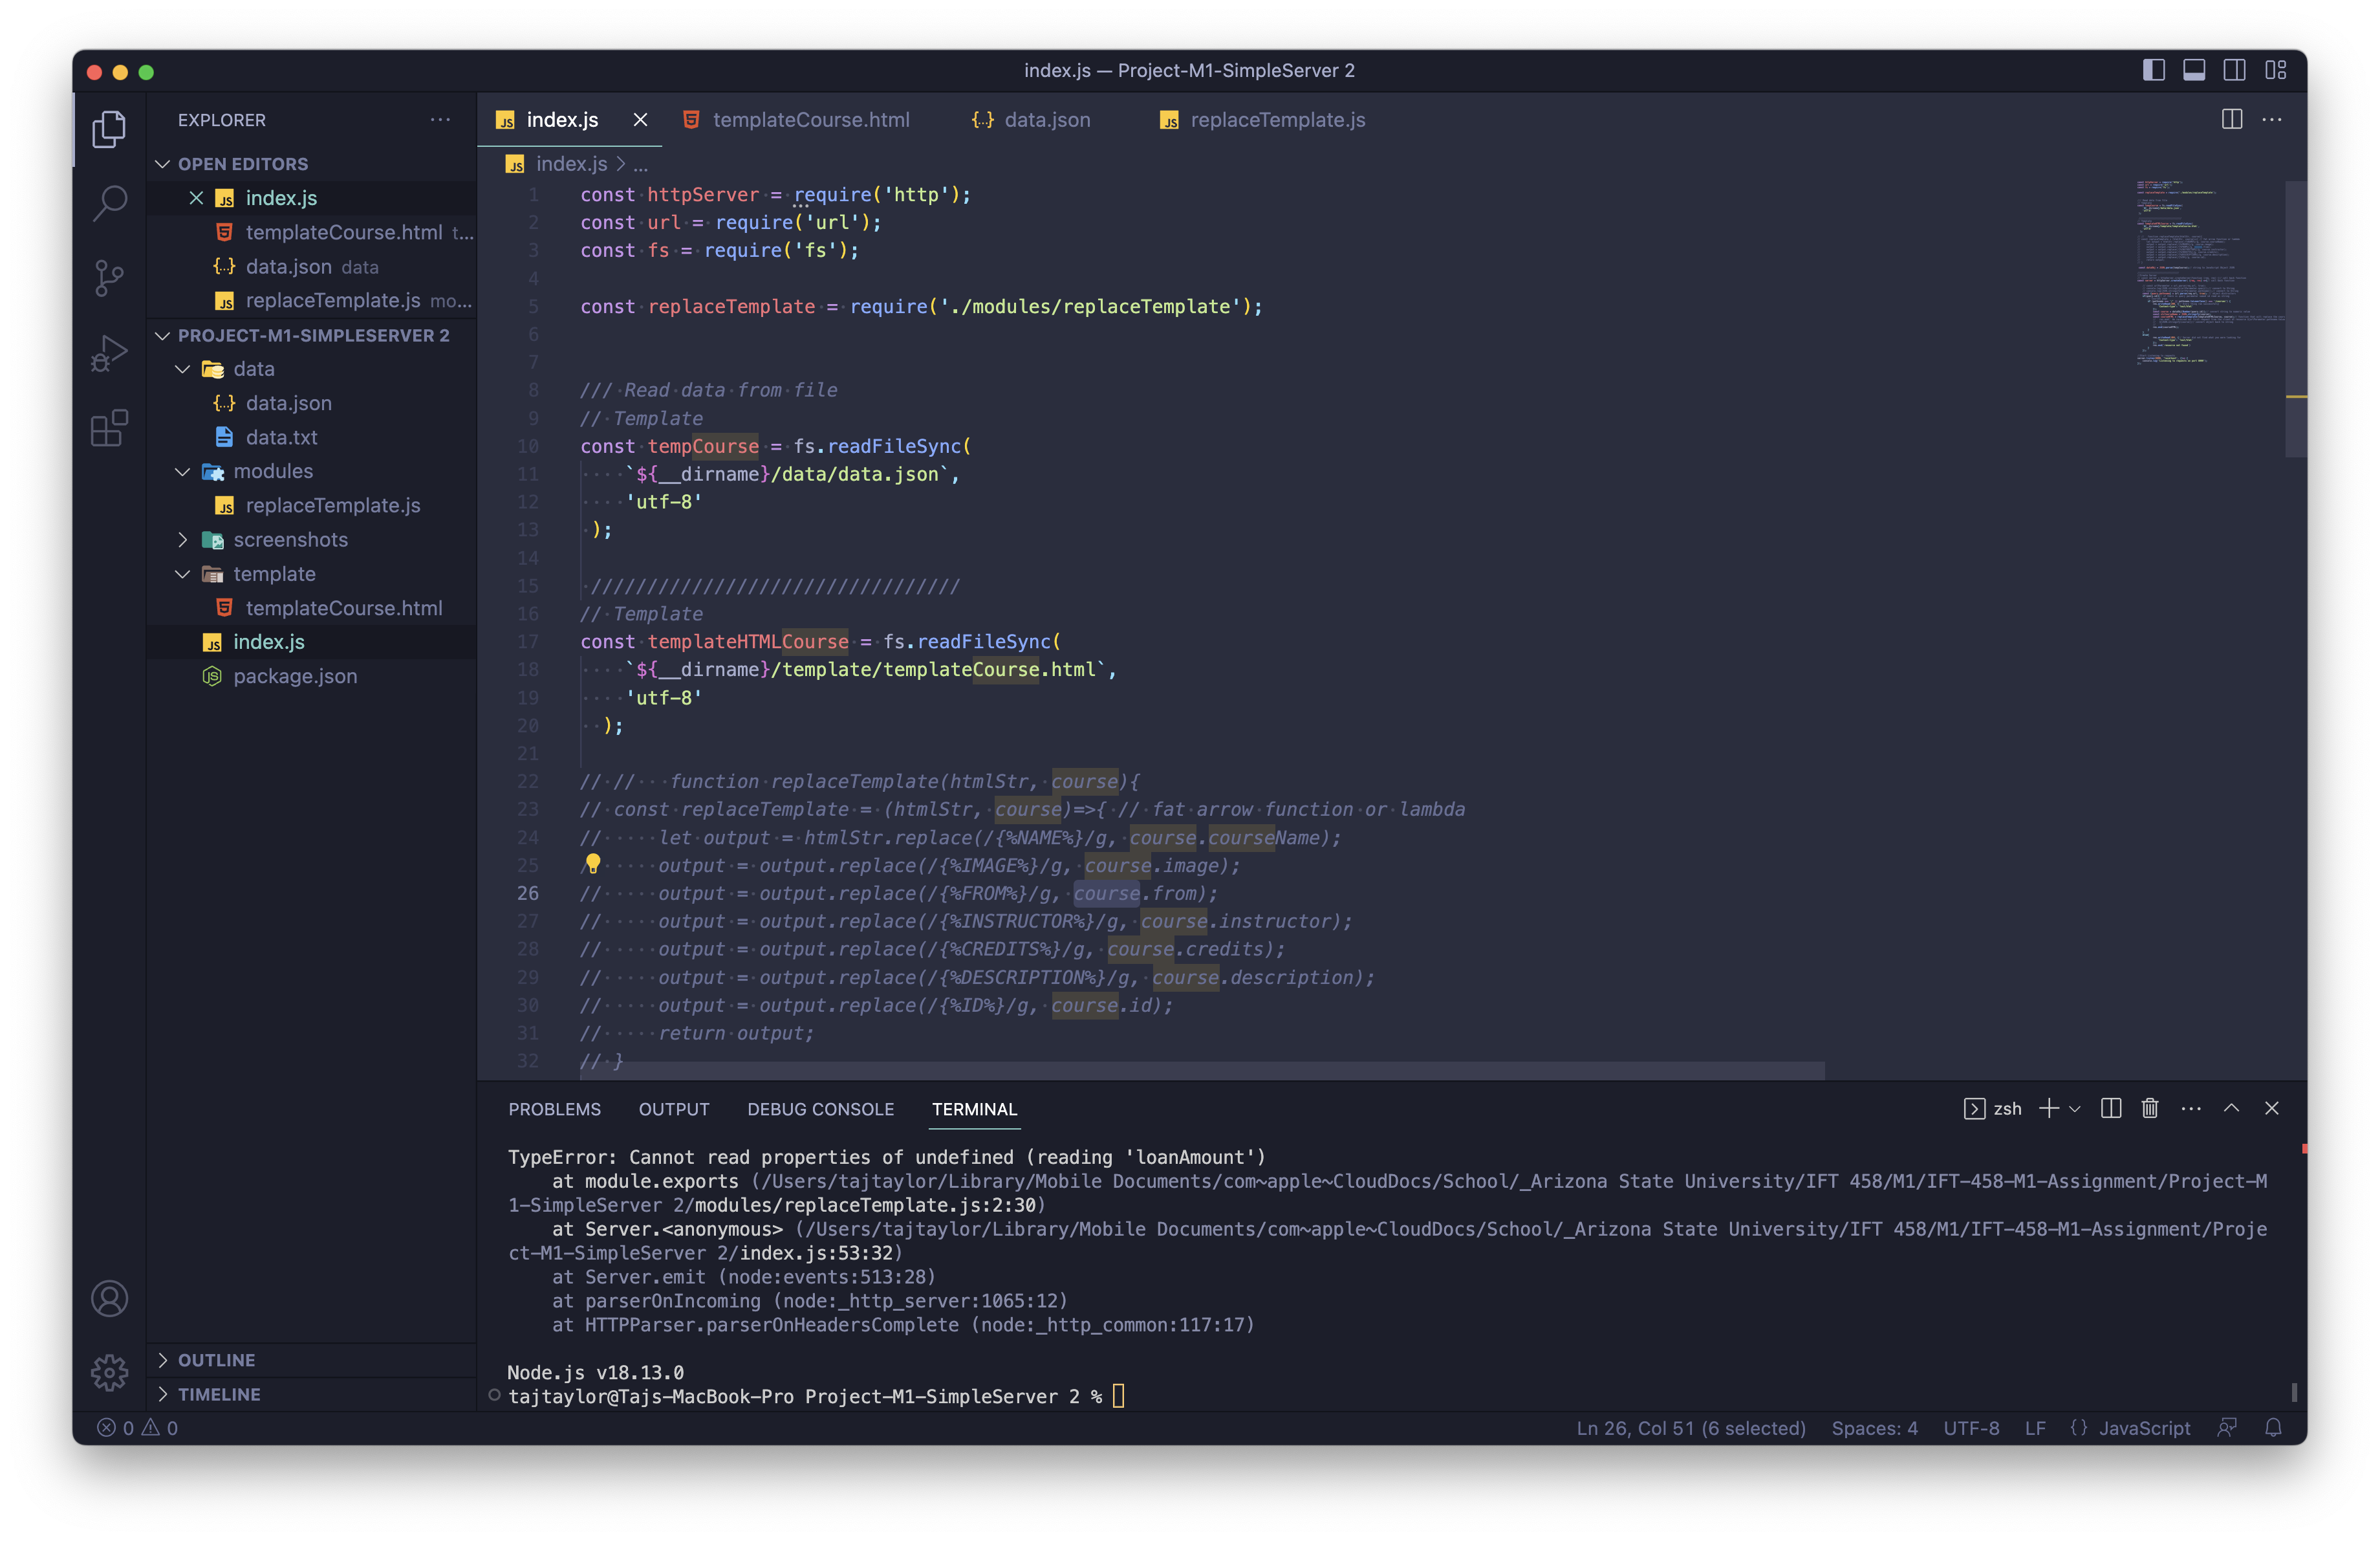 index.js — Project-M1-SimpleServer 2
EXPLORER
OPEN EDITORS
index.js
templateCourse.html t...
data.json data
replaceTemplate.js mo...
PROJECT-M1-SIMPLESERVER 2
data
data.json
data.txt
modules
replaceTemplate.js
screenshots
template
templateCourse.html
index.js
package.json
OUTLINE
TIMELINE
index.js templateCourse.html data.json replaceTemplate.js
index.js > ...
1 const httpServer = require('http');
2 const url = require('url');
3 const fs = require('fs');
4
5 const replaceTemplate = require('./modules/replaceTemplate');
6
7
8 /// Read data from file
9 // Template
10 const tempCourse = fs.readFileSync(
11 `${__dirname}/data/data.json`,
12 'utf-8'
13 );
14
15 /////////////////////////////////
16 // Template
17 const templateHTMLCourse = fs.readFileSync(
18 `${__dirname}/template/templateCourse.html`,
19 'utf-8'
20 );
21
22 // // function replaceTemplate(htmlStr, course){
23 // const replaceTemplate = (htmlStr, course)=>{ // fat arrow function or lambda
24 // let output = htmlStr.replace(/{%NAME%}/g, course.courseName);
25 / output = output.replace(/{%IMAGE%}/g, course.image);
26 // output = output.replace(/{%FROM%}/g, course.from);
27 // output = output.replace(/{%INSTRUCTOR%}/g, course.instructor);
28 // output = output.replace(/{%CREDITS%}/g, course.credits);
29 // output = output.replace(/{%DESCRIPTION%}/g, course.description);
30 // output = output.replace(/{%ID%}/g, course.id);
31 // return output;
32 // }
PROBLEMS OUTPUT DEBUG CONSOLE TERMINAL zsh
TypeError: Cannot read properties of undefined (reading 'loanAmount')
at module.exports (/Users/tajtaylor/Library/Mobile Documents/com~apple~CloudDocs/School/_Arizona State University/IFT 458/M1/IFT-458-M1-Assignment/Project-M
1-SimpleServer 2/modules/replaceTemplate.js:2:30)
at Server.<anonymous> (/Users/tajtaylor/Library/Mobile Documents/com~apple~CloudDocs/School/_Arizona State University/IFT 458/M1/IFT-458-M1-Assignment/Proje
ct-M1-SimpleServer 2/index.js:53:32)
at Server.emit (node:events:513:28)
at parserOnIncoming (node:_http_server:1065:12)
at HTTPParser.parserOnHeadersComplete (node:_http_common:117:17)
Node.js v18.13.0
tajtaylor@Tajs-MacBook-Pro Project-M1-SimpleServer 2 %
0 0 Ln 26, Col 51 (6 selected) Spaces: 4 UTF-8 LF {} JavaScript